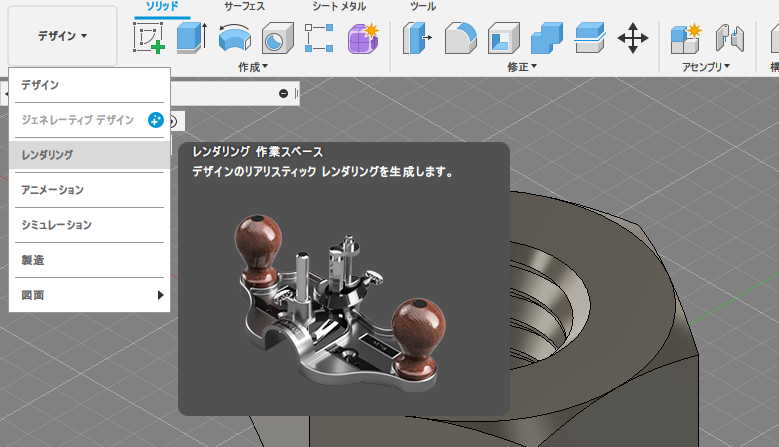 ソリッド
サーフェス
シート メタル
ツール
デザイン
作成
修正
アセンブリ
構
デザイン
ジェネレーティブ デザイン
レンダリング
アニメーション
シミュレーション
製造
図面
レンダリング 作業スペース
デザインのリアリスティック レンダリングを生成します。